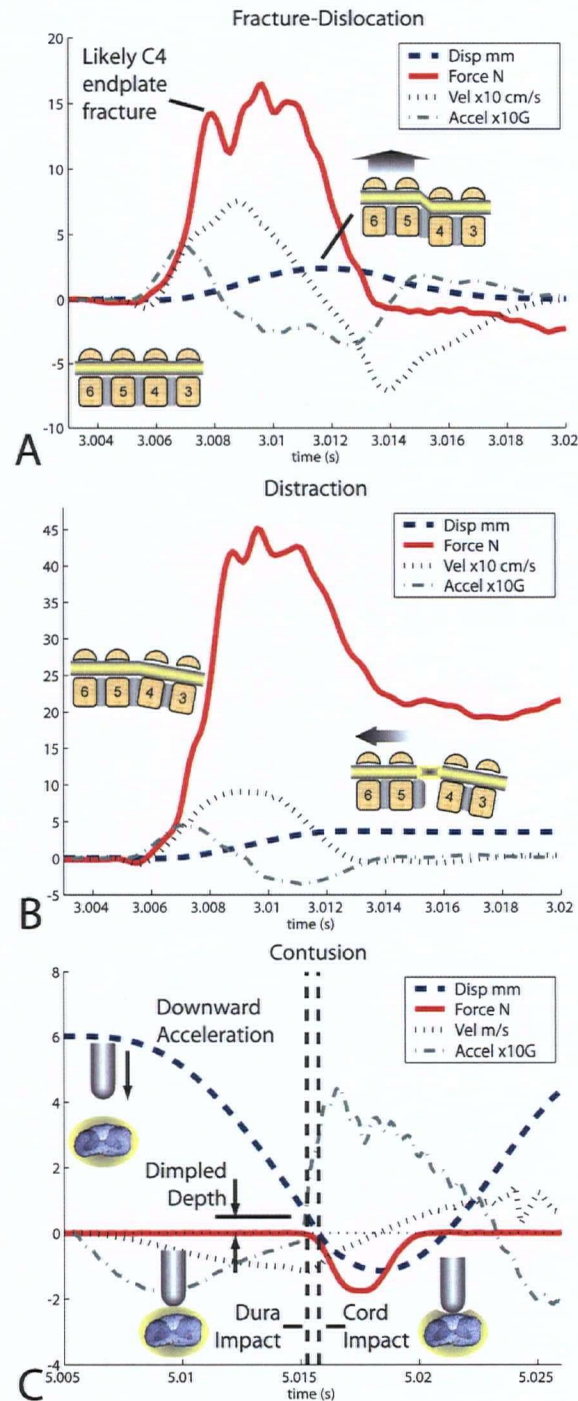 Fracture-Dislocation
20
15
10
5
0
-5
-10
Likely C4
endplate
fracture
Disp mm
Force N
Vel x10 cm/s
Accel x10G
6 5 4 3
6 5 4 3
3.004 3.006 3.008 3.01 3.012 3.014 3.016 3.018 3.02
time (s)
A
Distraction
45
40
35
30
25
20
15
10
5
0
-5
Disp mm
Force N
Vel x10 cm/s
Accel x10G
6 5 4 3
6 5 4 3
3.004 3.006 3.008 3.01 3.012 3.014 3.016 3.018 3.02
time (s)
B
Contusion
8
6
4
2
0
-2
-4
Downward
Acceleration
Disp mm
Force N
Vel m/s
Accel x10G
Dimpled
Depth
Dura
Impact
Cord
Impact
5.005 5.01 5.015 5.02 5.025
time (s)
C